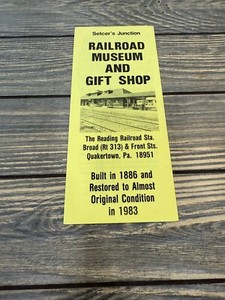 Setcer's Junction
RAILROAD
MUSEUM
AND
GIFT SHOP
The Reading Railroad Sta.
Broad (Rt 313) & Front Sts.
Quakertown, Pa. 18951
Built in 1886 and
Restored to Almost
Original Condition
in 1983